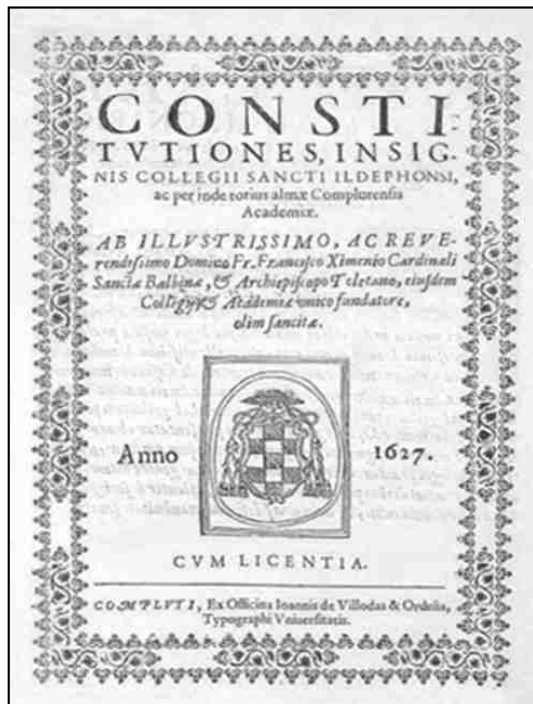 CONSTI-
TVTIONES, INSIG-
NIS COLLEGII SANCTI ILDEPHONSI,
ac per inde totius almæ Complutensis
Academiæ.
AB ILLVSTRISSIMO, AC REVE-
rendissimo Domino Fr. Francisco Ximenio Cardinali
Sanctæ Balbinæ, & Archiepiscopo Toletano, eiusdem
Collegij, & Academiæ vnico fundatore,
olim sancitæ.
Anno 1627.
CVM LICENTIA.
COMPLVTI, Ex Officina Ioannis de Villodas & Orduña,
Typographi Vniuersitatis.